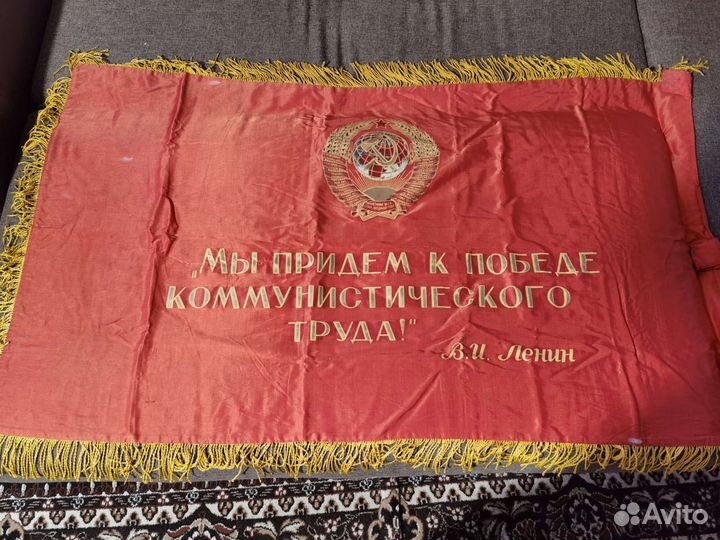 „Мы придем к победе
коммунистического
труда!"
В.И. Ленин
Avito